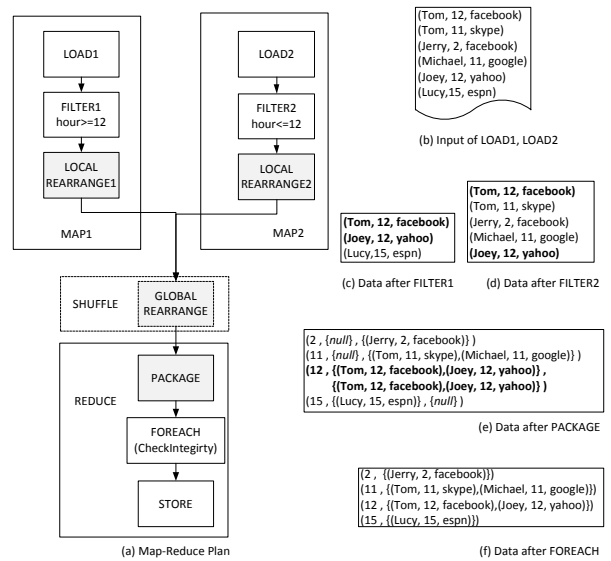 LOAD1
FILTER1
hour>=12
LOCAL
REARRANGE1
MAP1
LOAD2
FILTER2
hour<=12
LOCAL
REARRANGE2
MAP2
SHUFFLE
GLOBAL
REARRANGE
REDUCE
PACKAGE
FOREACH
(CheckIntegirty)
STORE
(a) Map-Reduce Plan
(Tom, 12, facebook)
(Tom, 11, skype)
(Jerry, 2, facebook)
(Michael, 11, google)
(Joey, 12, yahoo)
(Lucy,15, espn)
(b) Input of LOAD1, LOAD2
(Tom, 12, facebook)
(Joey, 12, yahoo)
(Lucy,15, espn)
(c) Data after FILTER1
(Tom, 12, facebook)
(Tom, 11, skype)
(Jerry, 2, facebook)
(Michael, 11, google)
(Joey, 12, yahoo)
(d) Data after FILTER2
(2 , {null} , {(Jerry, 2, facebook)} )
(11 , {null} , {(Tom, 11, skype),(Michael, 11, google)} )
(12 , {(Tom, 12, facebook),(Joey, 12, yahoo)} ,
{(Tom, 12, facebook),(Joey, 12, yahoo)} )
(15 , {(Lucy, 15, espn)} , {null} )
(e) Data after PACKAGE
(2 , {(Jerry, 2, facebook)})
(11 , {(Tom, 11, skype),(Michael, 11, google)})
(12 , {(Tom, 12, facebook),(Joey, 12, yahoo)})
(15 , {(Lucy, 15, espn)})
(f) Data after FOREACH